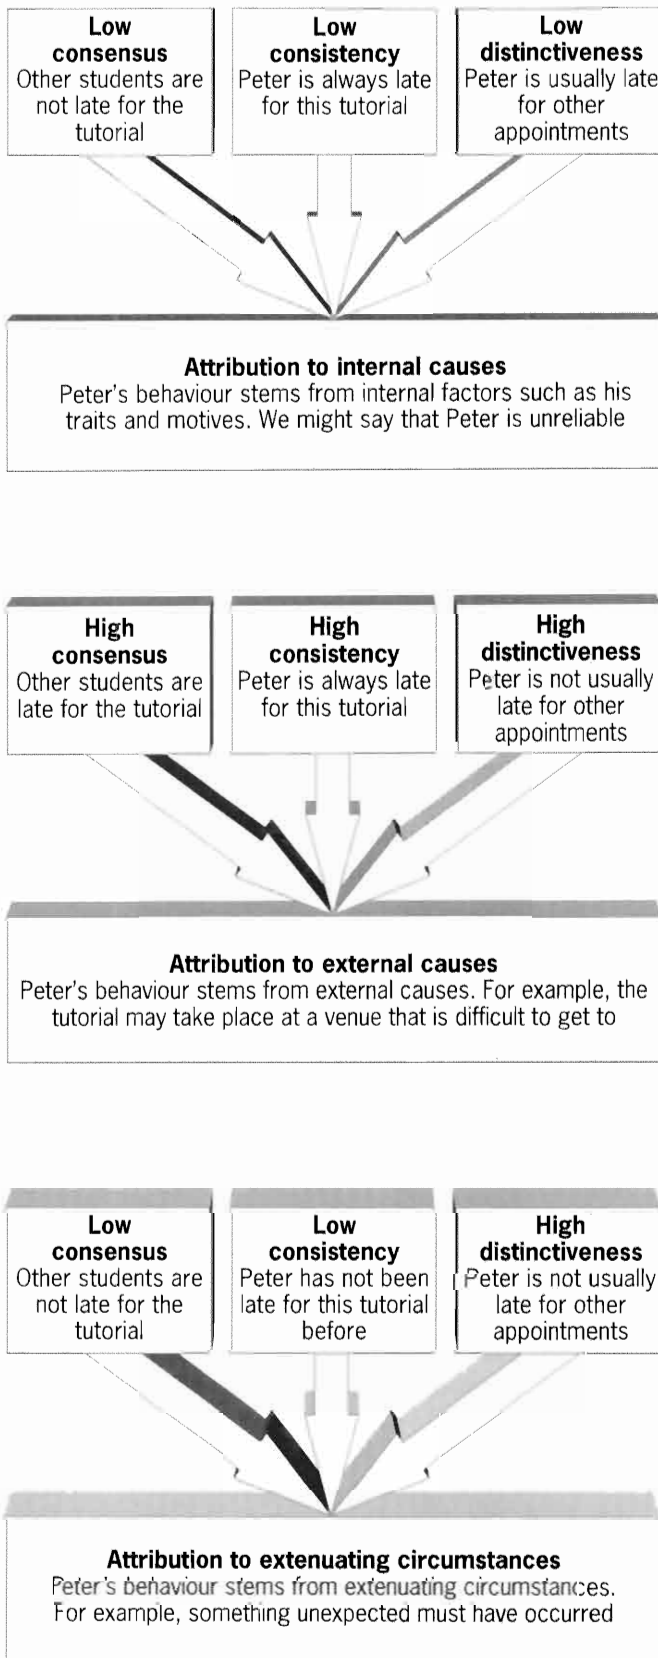 Low
consensus
Other students are
not late for the
tutorial
Low
consistency
Peter is always late
for this tutorial
Low
distinctiveness
Peter is usually late
for other
appointments
Attribution to internal causes
Peter's behaviour stems from internal factors such as his
traits and motives. We might say that Peter is unreliable
High
consensus
Other students are
late for the tutorial
High
consistency
Peter is always late
for this tutorial
High
distinctiveness
Peter is not usually
late for other
appointments
Attribution to external causes
Peter's behaviour stems from external causes. For example, the
tutorial may take place at a venue that is difficult to get to
Low
consensus
Other students are
not late for the
tutorial
Low
consistency
Peter has not been
late for this tutorial
before
High
distinctiveness
Peter is not usually
late for other
appointments
Attribution to extenuating circumstances
Peter's behaviour stems from extenuating circumstances.
For example, something unexpected must have occurred